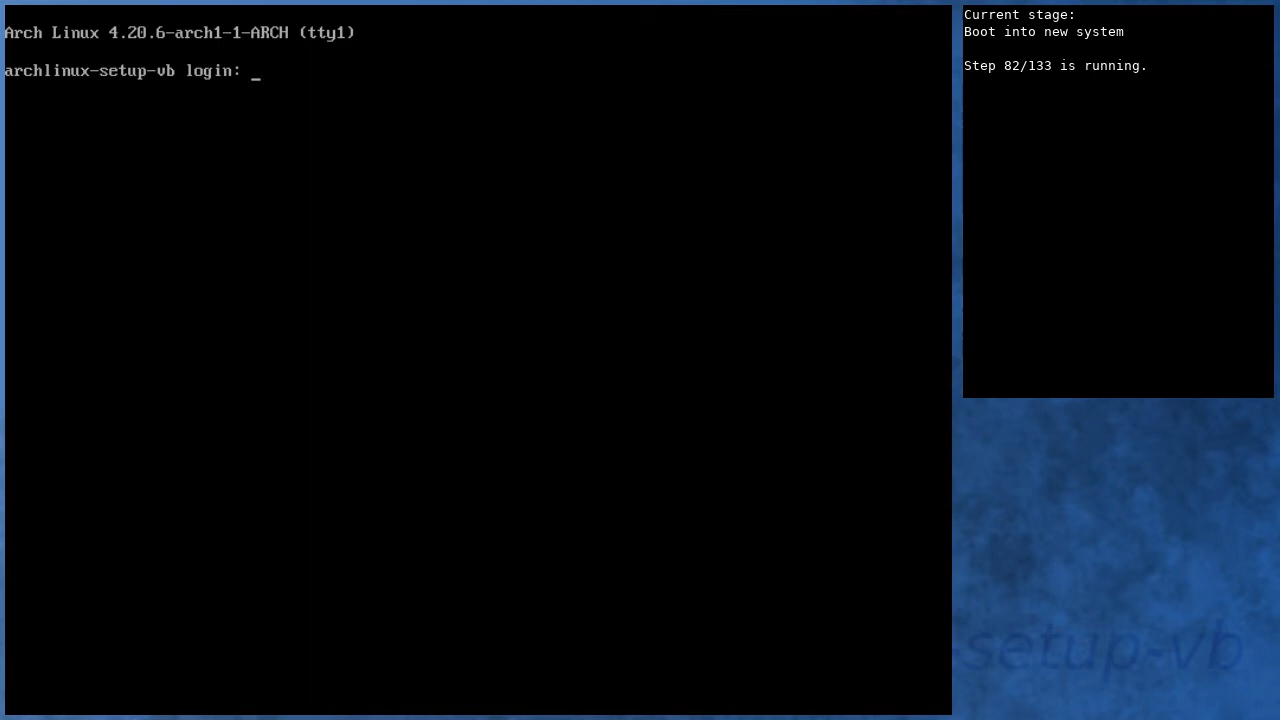 Arch Linux 4.20.6-arch1-1-ARCH (tty1)
archlinux-setup-vb login: _
Current stage:
Boot into new system
Step 82/133 is running.
-setup-vb